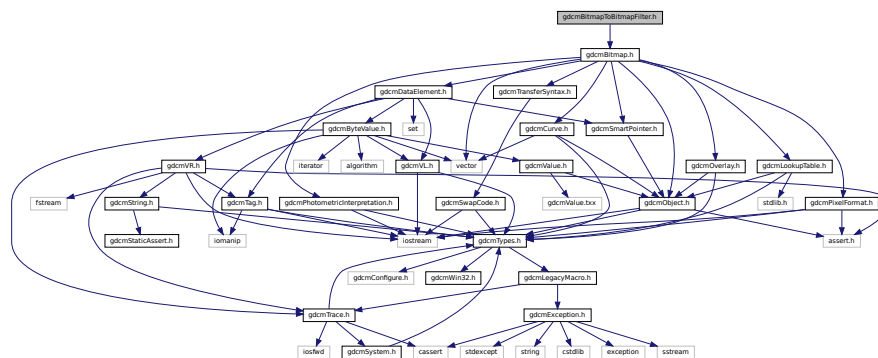 gdcmBitmapToBitmapFilter.h
gdcmBitmap.h
gdcmDataElement.h
gdcmTransferSyntax.h
gdcmByteValue.h
set
gdcmCurve.h
gdcmSmartPointer.h
gdcmVR.h
iterator
algorithm
gdcmVL.h
vector
gdcmValue.h
gdcmOverlay.h
gdcmLookupTable.h
fstream
gdcmString.h
gdcmTag.h
gdcmPhotometricInterpretation.h
gdcmSwapCode.h
gdcmValue.txx
gdcmObject.h
stdlib.h
gdcmPixelFormat.h
gdcmStaticAssert.h
iomanip
iostream
gdcmTypes.h
assert.h
gdcmConfigure.h
gdcmWin32.h
gdcmLegacyMacro.h
gdcmTrace.h
gdcmException.h
iosfwd
gdcmSystem.h
cassert
stdexcept
string
cstdlib
exception
sstream